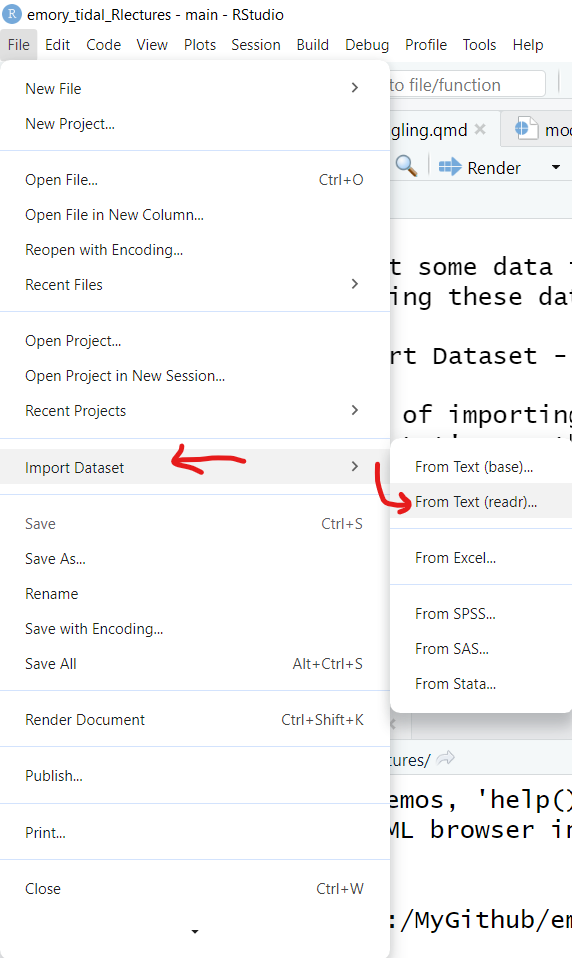 R emory_tidal_Rlectures - main - RStudio
File Edit Code View Plots Session Build Debug Profile Tools Help
New File
to file/function
New Project...
gling.qmd
Render
Open File... Ctrl+O
Open File in New Column...
Reopen with Encoding...
t some data
Recent Files
ing these dat
Open Project...
rt Dataset -
Open Project in New Session...
Recent Projects
of importing
Import Dataset
From Text (base)...
From Text (readr)...
Save Ctrl+S
Save As...
From Excel...
Rename
From SPSS...
Save with Encoding...
From SAS...
Save All Alt+Ctrl+S
From Stata...
Render Document Ctrl+Shift+K
tures/
Publish...
emos, 'help()
Print...
ML browser in
Close Ctrl+W
:/MyGithub/em